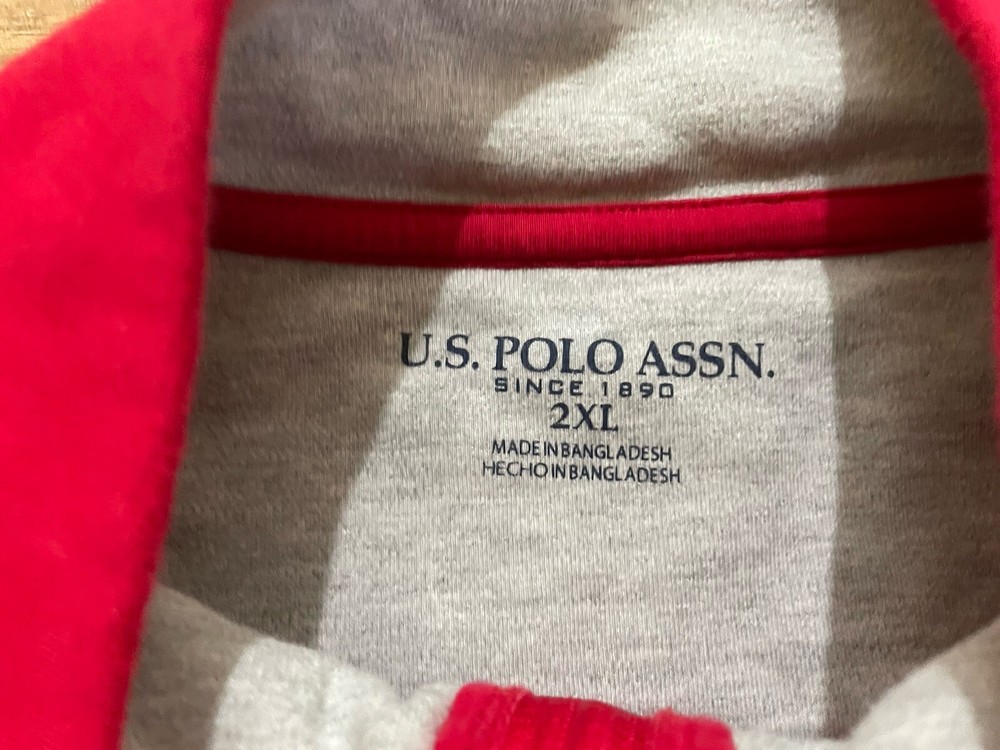 U.S. POLO ASSN.
SINCE 1890
2XL
MADE IN BANGLADESH
HECHO IN BANGLADESH